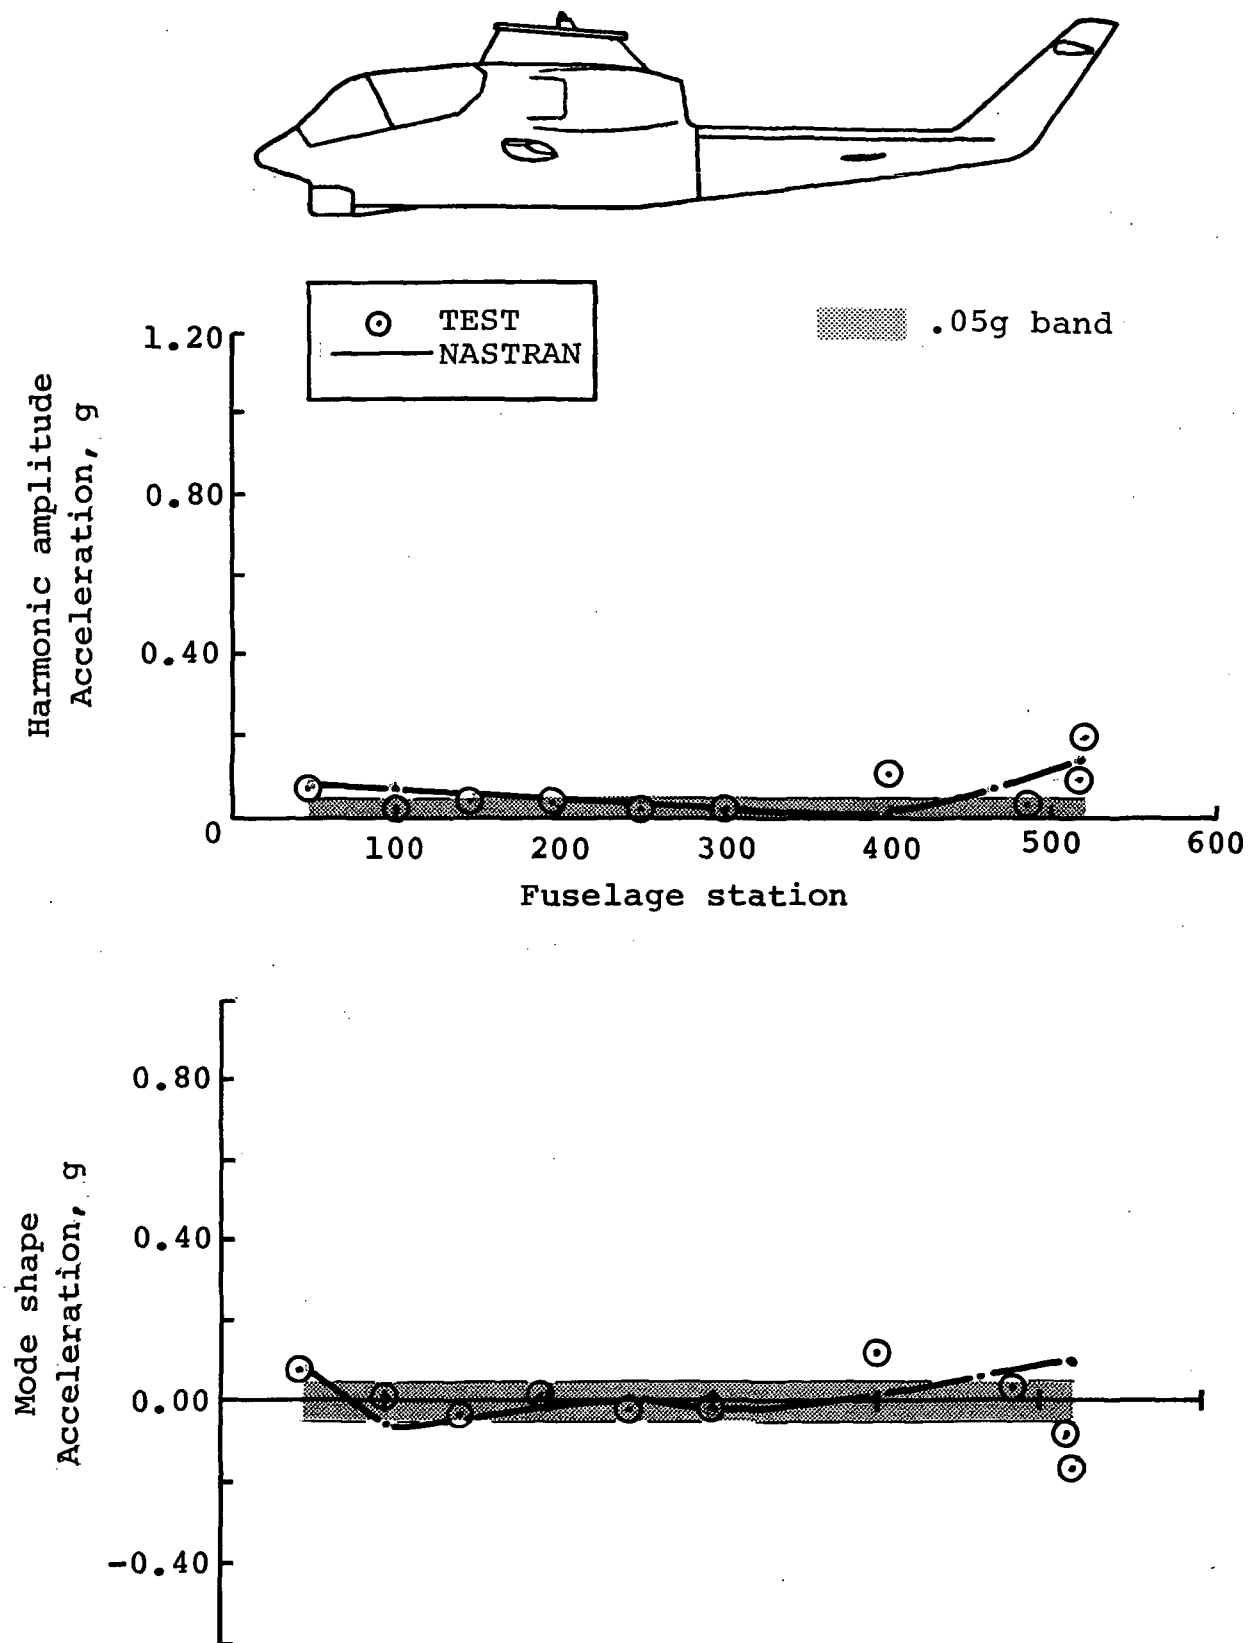 TEST
NASTRAN
.05g band
Harmonic amplitude
Acceleration, g
1.20
0.80
0.40
0
100 200 300 400 500 600
Fuselage station
Mode shape
Acceleration, g
0.80
0.40
0.00
-0.40